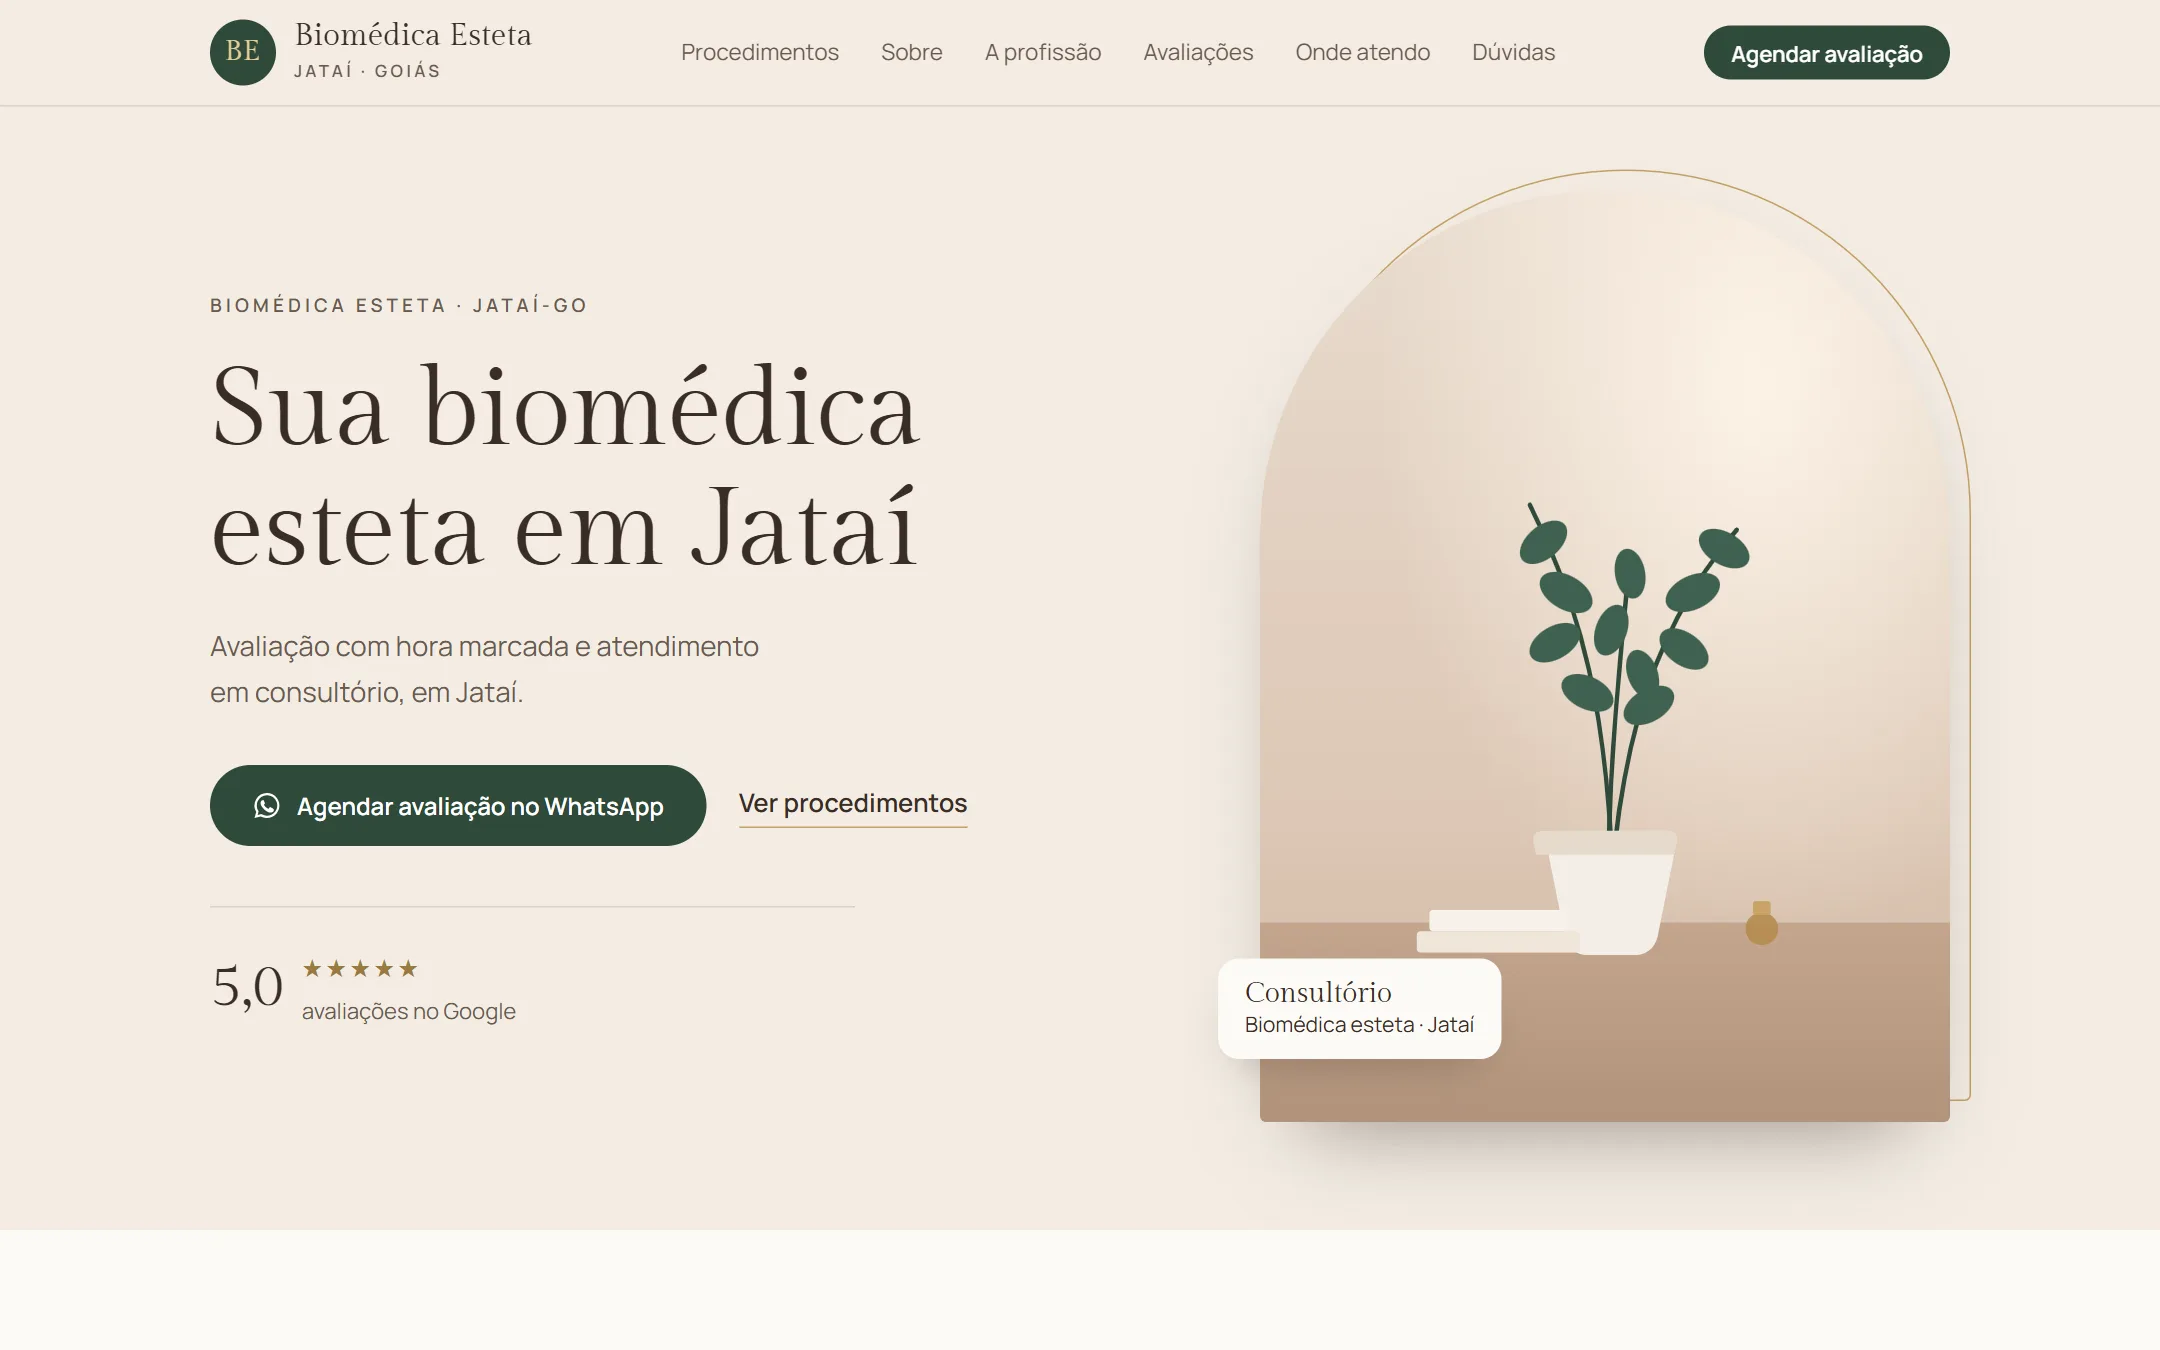 BE
Biomédica Esteta
JATAÍ · GOIÁS
Procedimentos
Sobre
A profissão
Avaliações
Onde atendo
Dúvidas
Agendar avaliação
BIOMÉDICA ESTETA · JATAÍ-GO
Sua biomédica
esteta em Jataí
Avaliação com hora marcada e atendimento
em consultório, em Jataí.
Agendar avaliação no WhatsApp
Ver procedimentos
5,0
★★★★★
avaliações no Google
Consultório
Biomédica esteta · Jataí